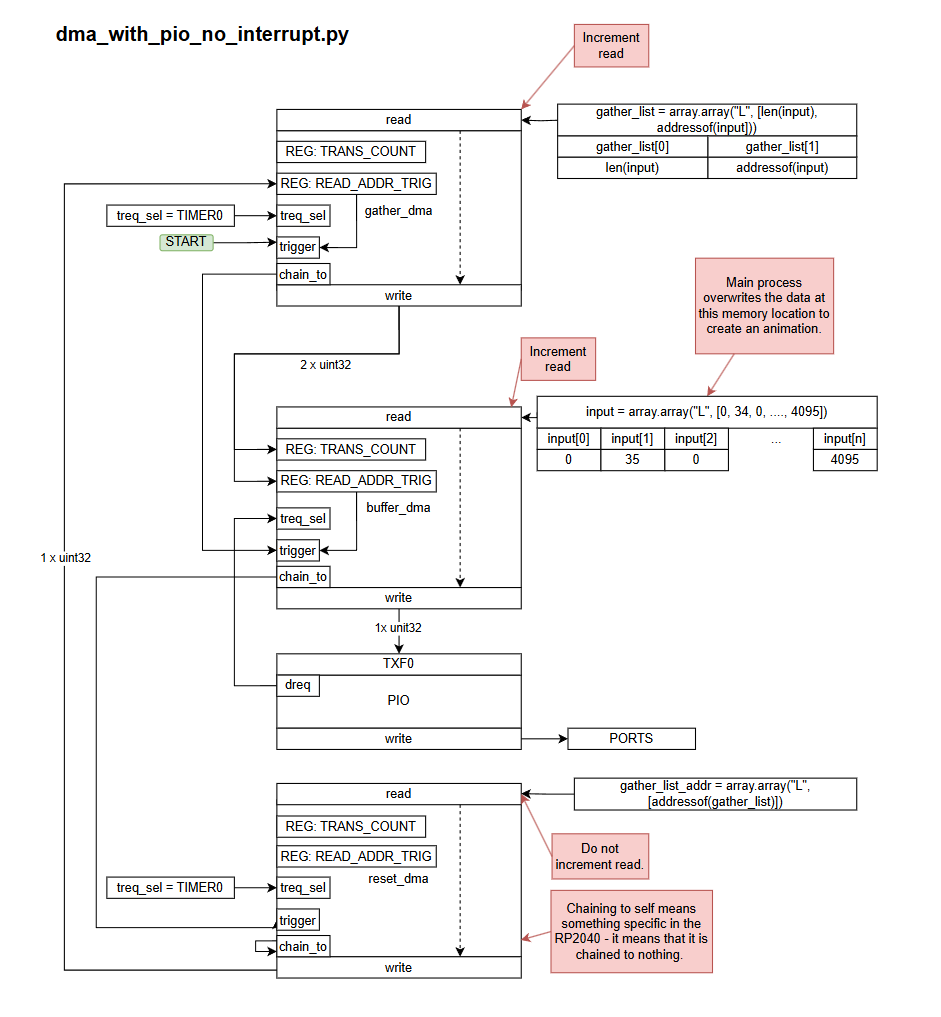 dma_with_pio_no_interrupt.py
Increment
read
read
gather_list = array.array("L", [len(input),
addressof(input]))
gather_list[0]
gather_list[1]
len(input)
addressof(input)
REG: TRANS_COUNT
REG: READ_ADDR_TRIG
gather_dma
treq_sel = TIMER0
treq_sel
START
trigger
chain_to
write
Main process
overwrites the data at
this memory location to
create an animation.
2 x uint32
Increment
read
read
input = array.array("L", [0, 34, 0, ...., 4095])
input[0]
input[1]
input[2]
...
input[n]
0
35
0
4095
REG: TRANS_COUNT
REG: READ_ADDR_TRIG
buffer_dma
treq_sel
trigger
1 x uint32
chain_to
write
1x unit32
TXF0
dreq
PIO
write
PORTS
read
gather_list_addr = array.array("L",
[addressof(gather_list)])
REG: TRANS_COUNT
REG: READ_ADDR_TRIG
Do not
increment read.
reset_dma
treq_sel = TIMER0
treq_sel
trigger
chain_to
Chaining to self means
something specific in the
RP2040 - it means that it is
chained to nothing.
write